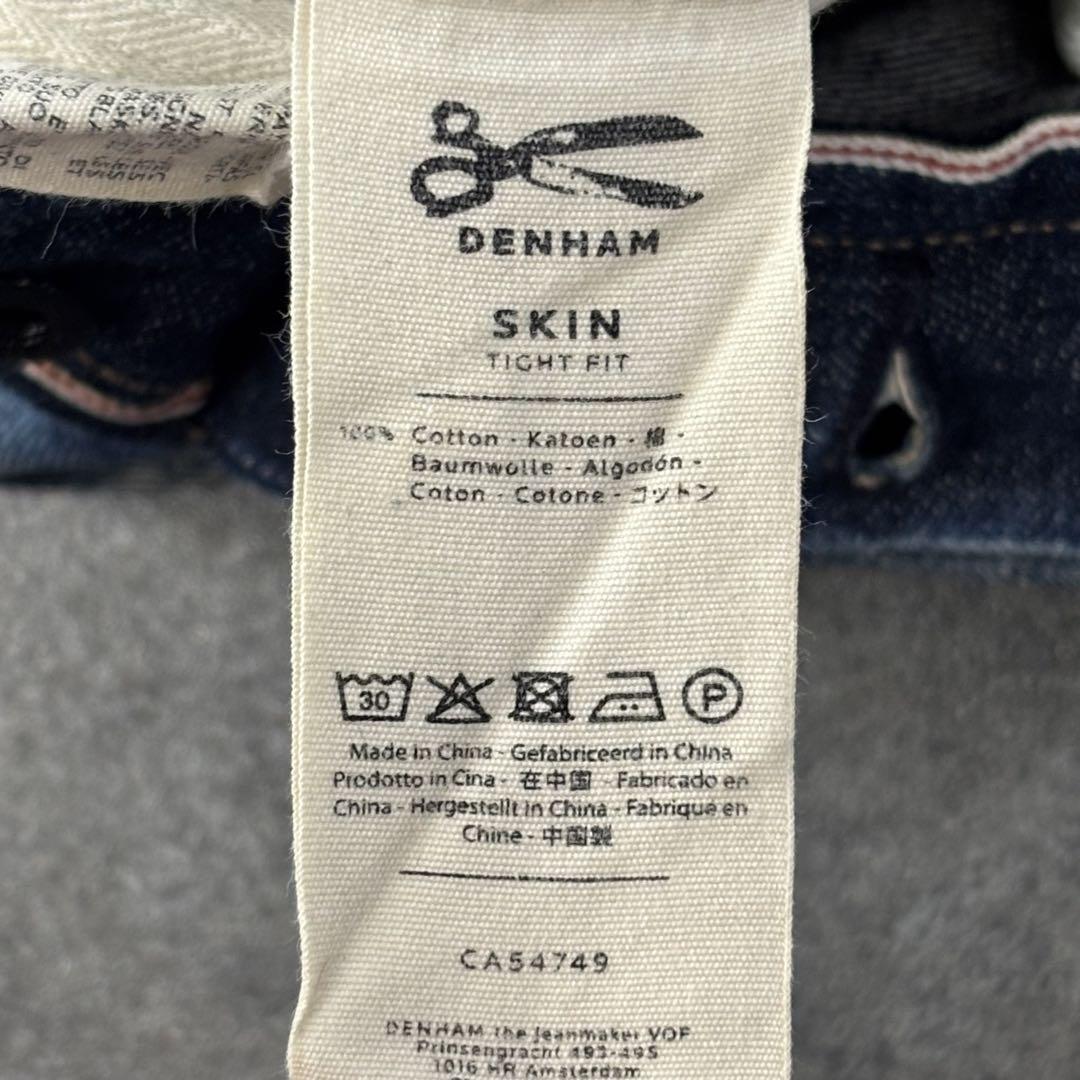 DENHAM
SKIN
TIGHT FIT
100% Cotton - Katoen - 棉 -
Baumwolle - Algodón -
Coton - Cotone - コットン
30
P
Made in China - Gefabriceerd in China
Prodotto in Cina - 在中国 - Fabricado en
China - Hergestellt in China - Fabrique en
Chine - 中国製
CA54749
DENHAM the Jeanmaker VOF
Prinsengracht 493-495
1016 HR Amsterdam